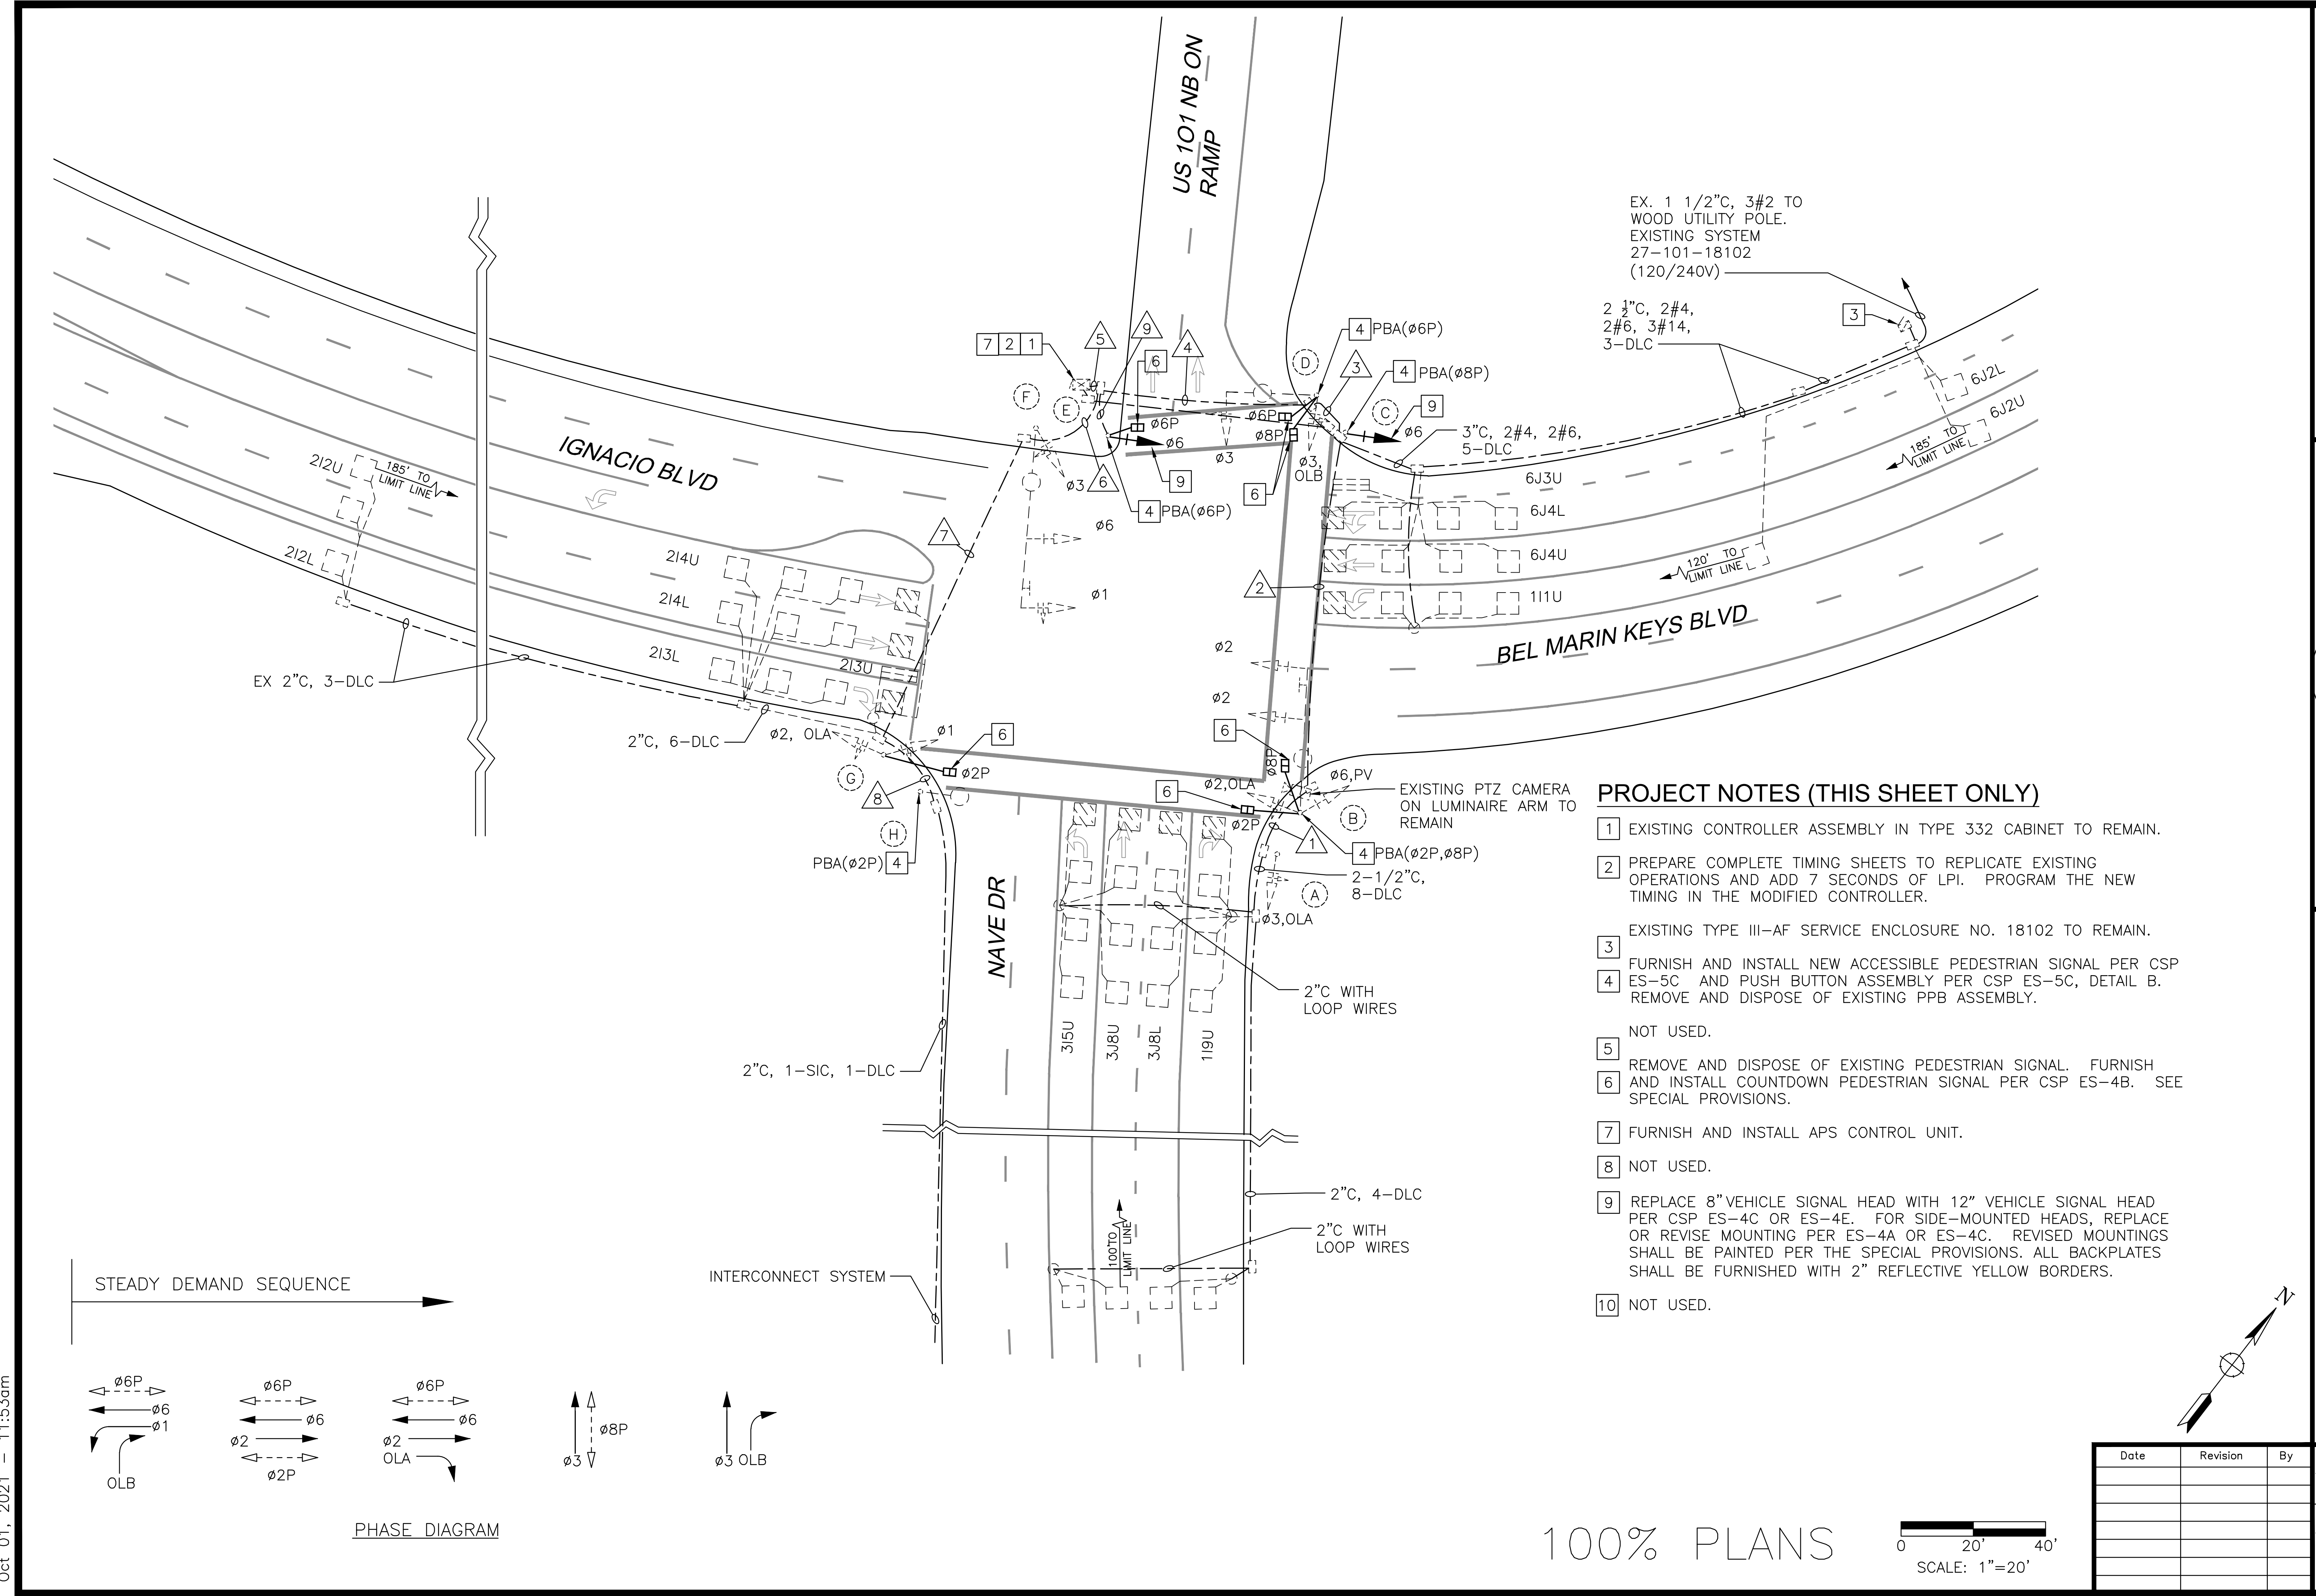 US 101 NB ON
RAMP
EX. 1 1/2"C, 3#2 TO
WOOD UTILITY POLE.
EXISTING SYSTEM
27-101-18102
(120/240V)
2 1/2"C, 2#4,
2#6, 3#14,
3-DLC
3
6J2L
6J2U
185' TO
LIMIT LINE
7 2 1
5
9
4
6
4 PBA(ø6P)
D
3
4 PBA(ø8P)
C
9
F
E
ø6P
ø6
ø6P
ø8P
ø6
3"C, 2#4, 2#6,
5-DLC
ø3
ø3,
OLB
ø3
6
9
6
4 PBA(ø6P)
IGNACIO BLVD
2I2U
185' TO
LIMIT LINE
2I2L
7
ø6
ø1
6J3U
6J4L
6J4U
1I1U
120' TO
LIMIT LINE
2
2I4U
2I4L
2I3L
2I3U
BEL MARIN KEYS BLVD
EX 2"C, 3-DLC
ø2
ø2
2"C, 6-DLC
ø2, OLA
ø1
6
6
G
ø2P
ø8P
8
H
PBA(ø2P) 4
6
ø2,OLA
ø2P
ø6,PV
EXISTING PTZ CAMERA
ON LUMINAIRE ARM TO
REMAIN
B
1
4 PBA(ø2P,ø8P)
2-1/2"C,
8-DLC
A
ø3,OLA
NAVE DR
2"C WITH
LOOP WIRES
3I5U
3J8U
3J8L
1I9U
2"C, 1-SIC, 1-DLC
2"C, 4-DLC
2"C WITH
LOOP WIRES
100'TO
LIMIT LINE
INTERCONNECT SYSTEM
PROJECT NOTES (THIS SHEET ONLY)
1 EXISTING CONTROLLER ASSEMBLY IN TYPE 332 CABINET TO REMAIN.
2 PREPARE COMPLETE TIMING SHEETS TO REPLICATE EXISTING
OPERATIONS AND ADD 7 SECONDS OF LPI. PROGRAM THE NEW
TIMING IN THE MODIFIED CONTROLLER.
EXISTING TYPE III-AF SERVICE ENCLOSURE NO. 18102 TO REMAIN.
3
FURNISH AND INSTALL NEW ACCESSIBLE PEDESTRIAN SIGNAL PER CSP
4 ES-5C AND PUSH BUTTON ASSEMBLY PER CSP ES-5C, DETAIL B.
REMOVE AND DISPOSE OF EXISTING PPB ASSEMBLY.
NOT USED.
5
REMOVE AND DISPOSE OF EXISTING PEDESTRIAN SIGNAL. FURNISH
6 AND INSTALL COUNTDOWN PEDESTRIAN SIGNAL PER CSP ES-4B. SEE
SPECIAL PROVISIONS.
7 FURNISH AND INSTALL APS CONTROL UNIT.
8 NOT USED.
9 REPLACE 8" VEHICLE SIGNAL HEAD WITH 12" VEHICLE SIGNAL HEAD
PER CSP ES-4C OR ES-4E. FOR SIDE-MOUNTED HEADS, REPLACE
OR REVISE MOUNTING PER ES-4A OR ES-4C. REVISED MOUNTINGS
SHALL BE PAINTED PER THE SPECIAL PROVISIONS. ALL BACKPLATES
SHALL BE FURNISHED WITH 2" REFLECTIVE YELLOW BORDERS.
10 NOT USED.
STEADY DEMAND SEQUENCE
ø6P
ø6
ø1
OLB
ø6P
ø6
ø2
ø2P
ø6P
ø6
ø2
OLA
ø3
ø8P
ø3 OLB
PHASE DIAGRAM
N
100% PLANS
0 20' 40'
SCALE: 1"=20'
Date Revision By
Oct 01, 2021 - 11:53am